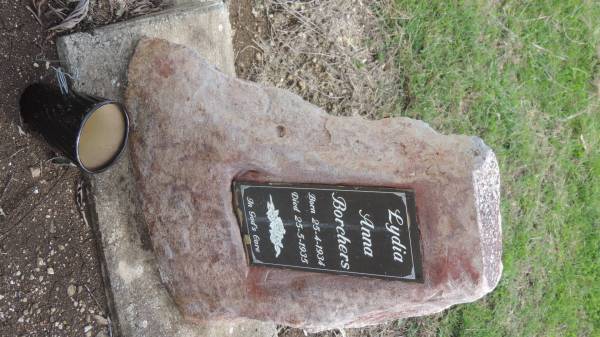 Lydia
Anna
Borchers
Born 25-4-1934
Died 25-5-1935
In God's Care